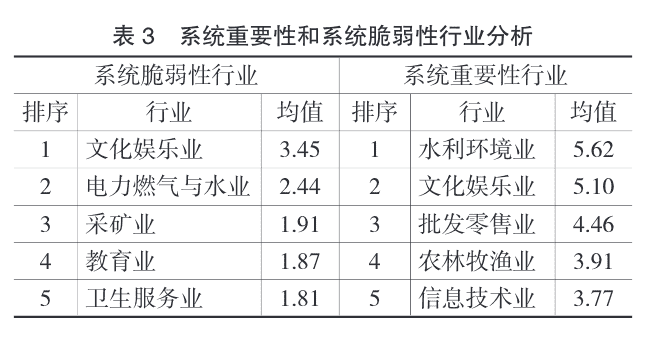 表 3 系统重要性和系统脆弱性行业分析
系统脆弱性行业 系统重要性行业
排序 行业 均值 排序 行业 均值
1 文化娱乐业 3.45 1 水利环境业 5.62
2 电力燃气与水业 2.44 2 文化娱乐业 5.10
3 采矿业 1.91 3 批发零售业 4.46
4 教育业 1.87 4 农林牧渔业 3.91
5 卫生服务业 1.81 5 信息技术业 3.77